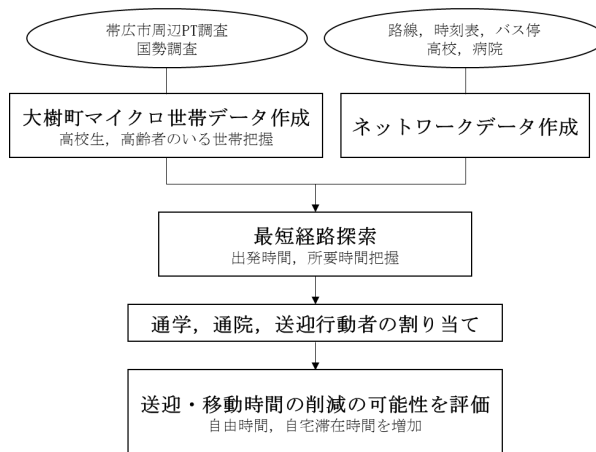 帯広市周辺PT調査
国勢調査
路線，時刻表，バス停
高校，病院
大樹町マイクロ世帯データ作成
高校生，高齢者のいる世帯把握
ネットワークデータ作成
最短経路探索
出発時間，所要時間把握
通学，通院，送迎行動者の割り当て
送迎・移動時間の削減の可能性を評価
自由時間，自宅滞在時間を増加